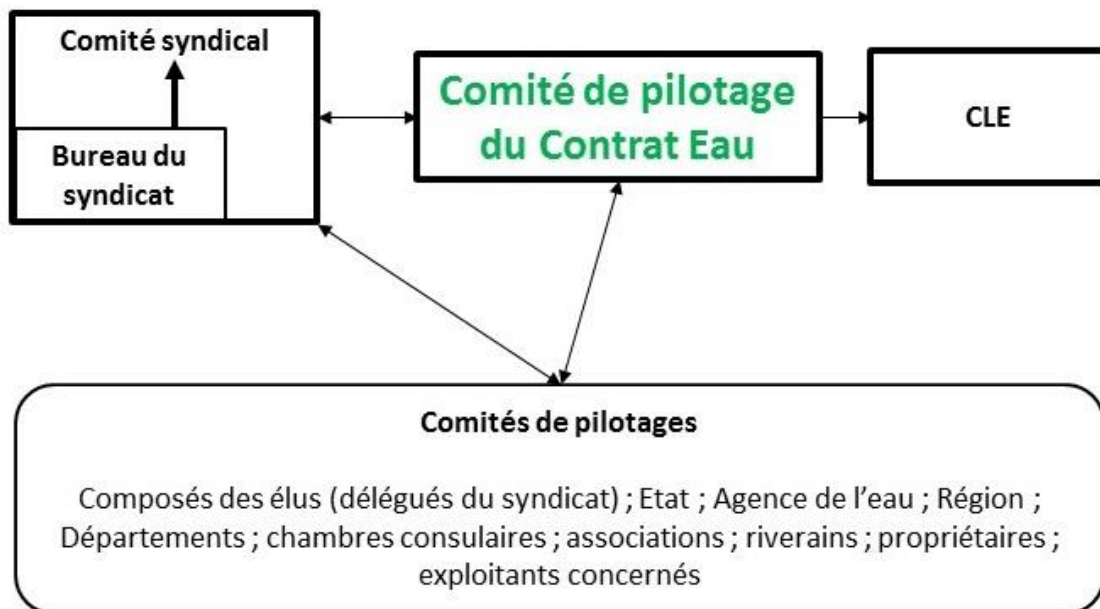 Comité syndical
Bureau du
syndicat
Comité de pilotage
du Contrat Eau
CLE
Comités de pilotages
Composés des élus (délégués du syndicat) ; Etat ; Agence de l’eau ; Région ;
Départements ; chambres consulaires ; associations ; riverains ; propriétaires ;
exploitants concernés